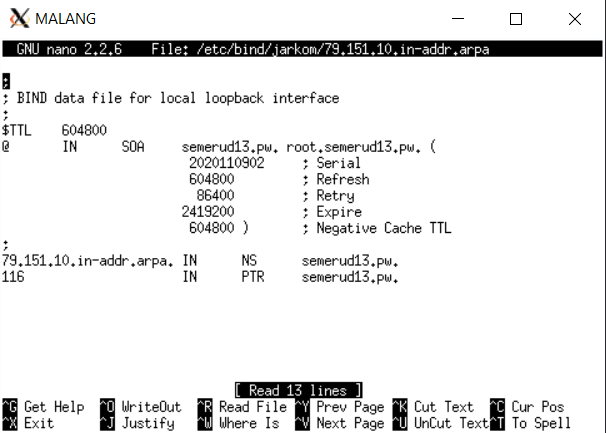 MALANG
GNU nano 2.2.6    File: /etc/bind/jarkom/79.151.10.in-addr.arpa
;
; BIND data file for local loopback interface
;
$TTL    604800
@       IN      SOA     semerud13.pw. root.semerud13.pw. (
                         2020110902     ; Serial
                         604800         ; Refresh
                          86400         ; Retry
                        2419200         ; Expire
                         604800 )       ; Negative Cache TTL
;
79.151.10.in-addr.arpa. IN      NS      semerud13.pw.
116                     IN      PTR     semerud13.pw.
[ Read 13 lines ]
^G Get Help  ^O WriteOut  ^R Read File ^Y Prev Page ^K Cut Text  ^C Cur Pos
^X Exit      ^J Justify   ^W Where Is  ^V Next Page ^U UnCut Text^T To Spell